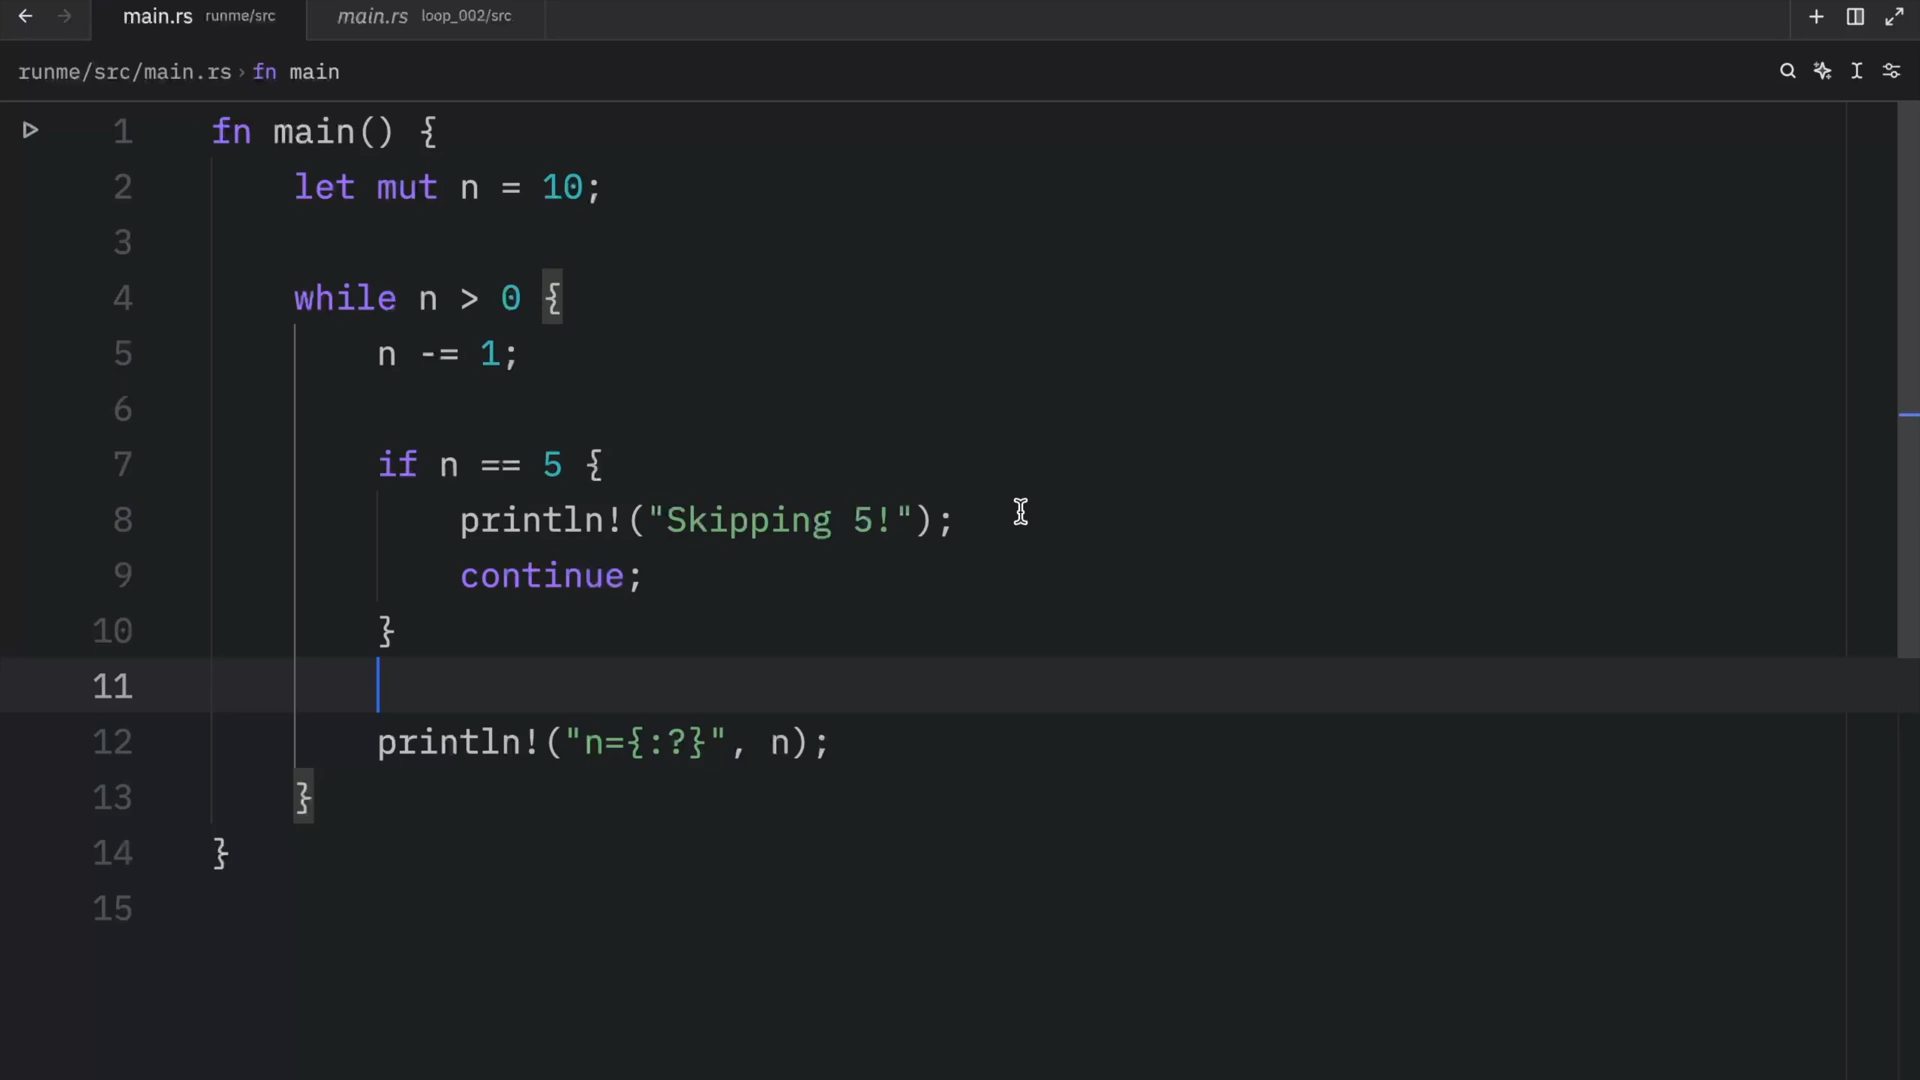 main.rs runme/src main.rs loop_002/src
runme/src/main.rs › fn main
1 fn main() {
2 let mut n = 10;
3
4 while n > 0 {
5 n -= 1;
6
7 if n == 5 {
8 println!("Skipping 5!");
9 continue;
10 }
11
12 println!("n={:?}", n);
13 }
14 }
15